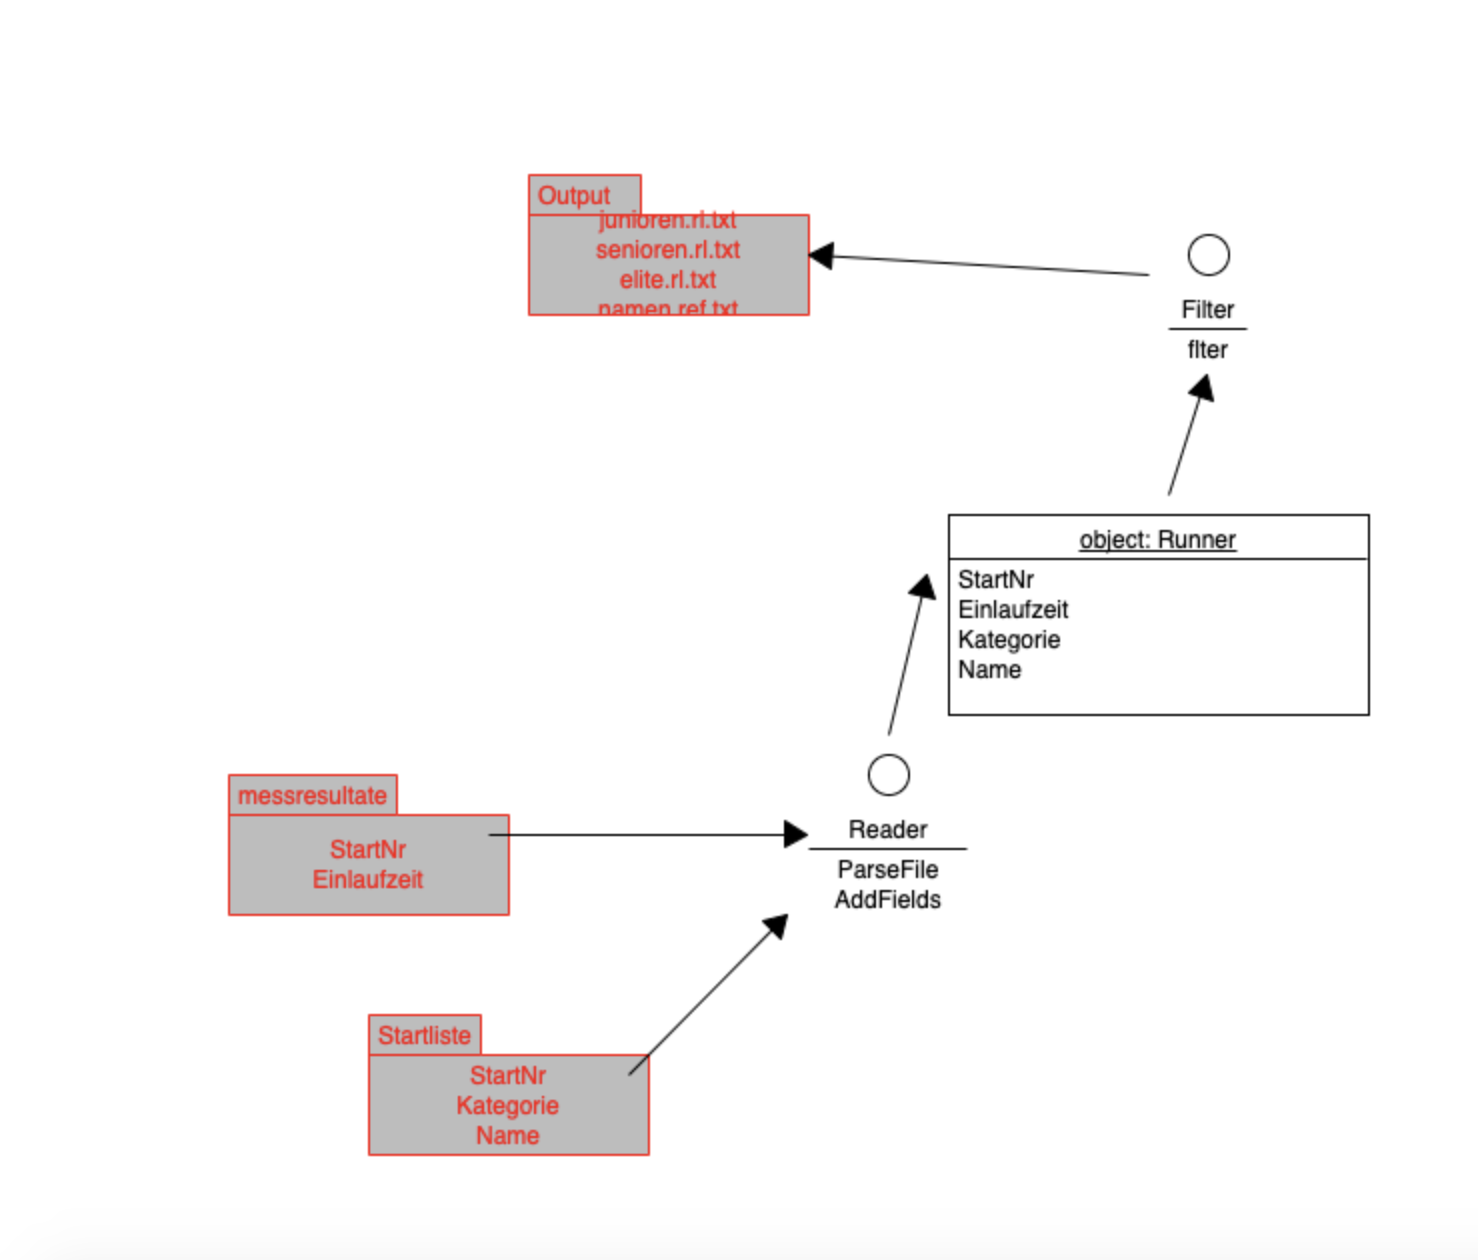 Output
junioren.rl.txt
senioren.rl.txt
elite.rl.txt
namen.ref.txt
Filter
flter
object: Runner
StartNr
Einlaufzeit
Kategorie
Name
messresultate
StartNr
Einlaufzeit
Reader
ParseFile
AddFields
Startliste
StartNr
Kategorie
Name